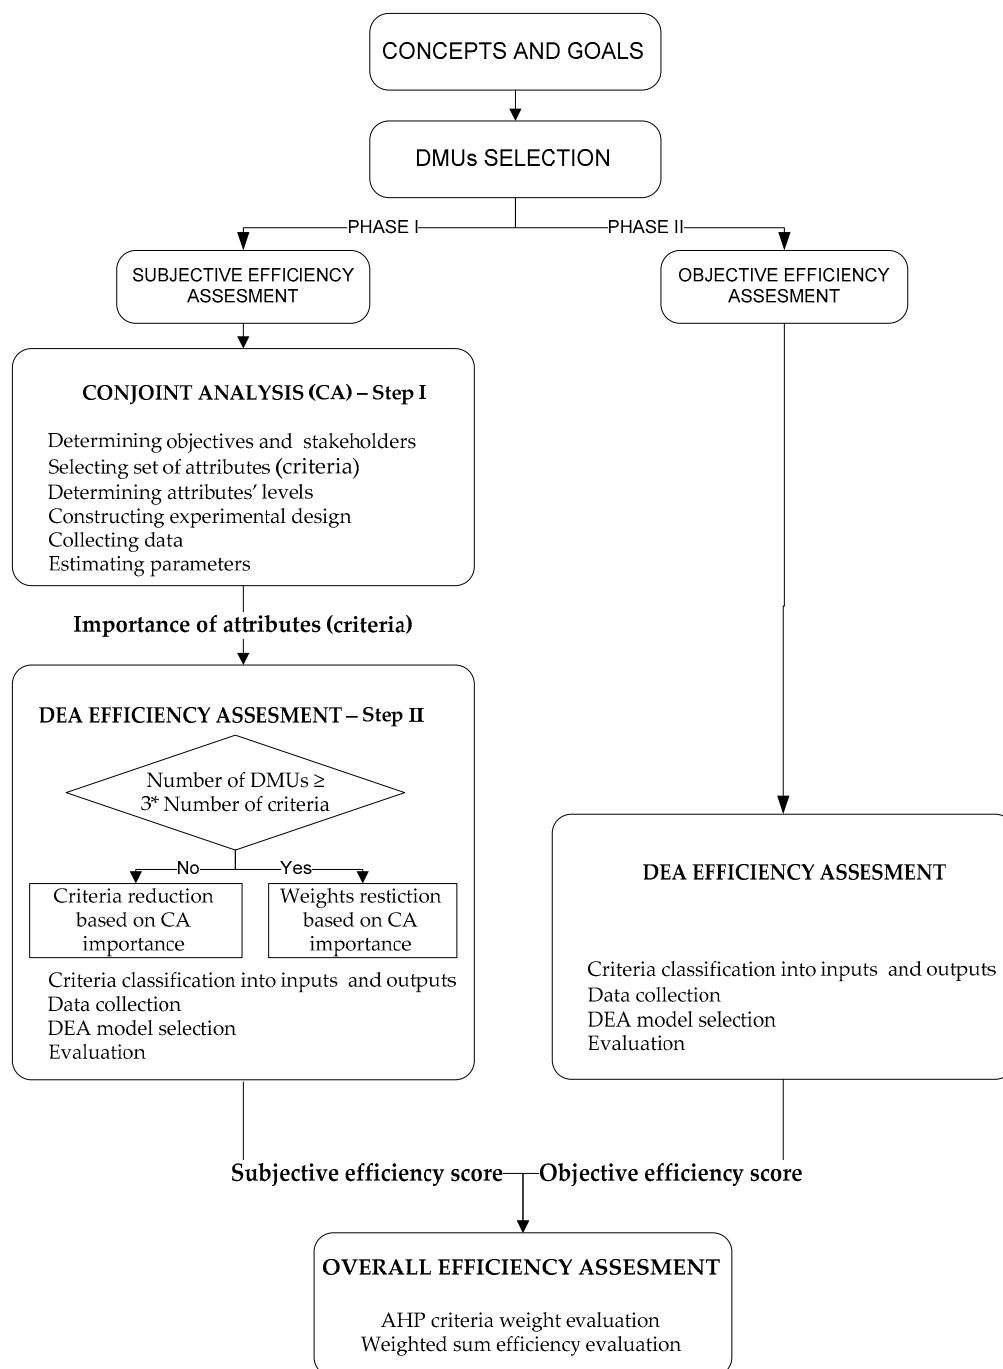 CONCEPTS AND GOALS
DMUs SELECTION
PHASE I
PHASE II
SUBJECTIVE EFFICIENCY
ASSESMENT
OBJECTIVE EFFICIENCY
ASSESMENT
CONJOINT ANALYSIS (CA) – Step I
Determining objectives and stakeholders
Selecting set of attributes (criteria)
Determining attributes’ levels
Constructing experimental design
Collecting data
Estimating parameters
Importance of attributes (criteria)
DEA EFFICIENCY ASSESMENT – Step II
Number of DMUs ≥
3* Number of criteria
No
Yes
Criteria reduction
based on CA
importance
Weights restiction
based on CA
importance
Criteria classification into inputs and outputs
Data collection
DEA model selection
Evaluation
DEA EFFICIENCY ASSESMENT
Criteria classification into inputs and outputs
Data collection
DEA model selection
Evaluation
Subjective efficiency score
Objective efficiency score
OVERALL EFFICIENCY ASSESMENT
AHP criteria weight evaluation
Weighted sum efficiency evaluation